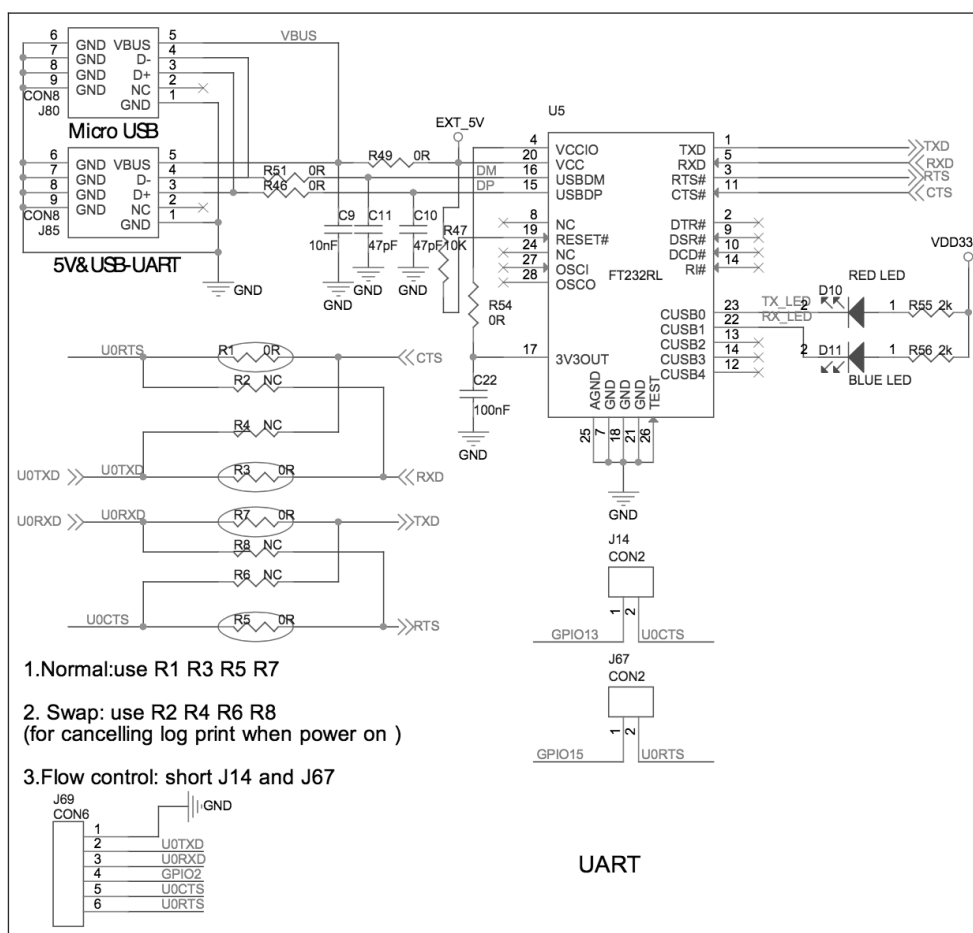 6 GND VBUS 5 VBUS
7 GND D- 4
8 GND D+ 3
9 GND NC 2
CON8 GND 1
J80
Micro USB
6 GND VBUS 5
7 GND D- 4
8 GND D+ 3
9 GND NC 2
CON8 GND 1
J85
5V&USB-UART
GND
R49 0R
R51 0R
R46 0R
EXT_5V
DM
DP
C9
10nF
C11
47pF
C10
47pF
R47
10K
GND
GND
GND
R54
0R
C22
100nF
GND
U5
FT232RL
4 VCCIO
20 VCC
16 USBDM
15 USBDP
8 NC
19 RESET#
24 NC
27 OSCI
28 OSCO
17 3V3OUT
TXD 1 TXD
RXD 5 RXD
RTS# 3 RTS
CTS# 11 CTS
DTR# 2
DSR# 9
DCD# 10
RI# 14
CUSB0 23 TX_LED
CUSB1 22 RX_LED
CUSB2 13
CUSB3 14
CUSB4 12
AGND GND GND GND TEST
25 7 18 21 26
GND
VDD33
RED LED
D10
2 1 R55 2k
D11
2 1 R56 2k
BLUE LED
U0RTS R1 0R CTS
R2 NC
R4 NC
U0TXD U0TXD R3 0R RXD
U0RXD U0RXD R7 0R TXD
R8 NC
R6 NC
U0CTS R5 0R RTS
J14
CON2
1 2
GPIO13 U0CTS
J67
CON2
1 2
GPIO15 U0RTS
1.Normal:use R1 R3 R5 R7
2. Swap: use R2 R4 R6 R8
(for cancelling log print when power on )
3.Flow control: short J14 and J67
J69
CON6
GND
1
2 U0TXD
3 U0RXD
4 GPIO2
5 U0CTS
6 U0RTS
UART